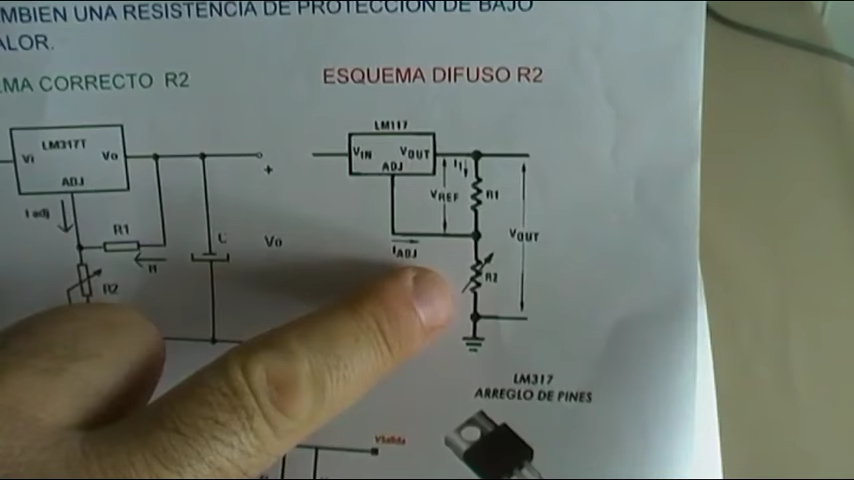 MBIEN UNA RESISTENCIA DE PROTECCION DE BAJO
ALOR.
MA CORRECTO R2
ESQUEMA DIFUSO R2
LM317T
Vi
Vo
ADJ
I adj
R1
I1
R2
C
+
Vo
LM117
VIN
VOUT
ADJ
I1
VREF
R1
VOUT
IADJ
R2
LM317
ARREGLO DE PINES
VSalida